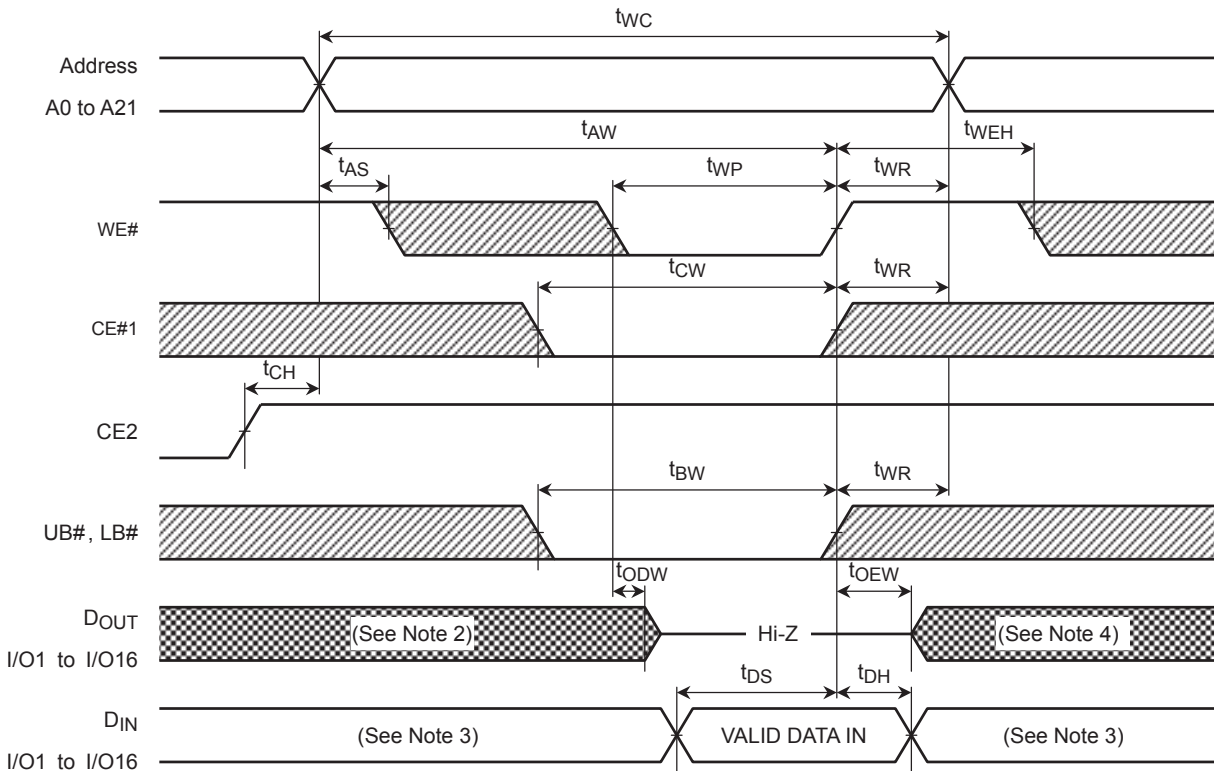 tWC
Address
A0 to A21
tAW
tWEH
tAS
tWP
tWR
WE#
tCW
tWR
CE#1
tCH
CE2
tBW
tWR
UB# , LB#
tODW
tOEW
DOUT
(See Note 2)
Hi-Z
(See Note 4)
I/O1 to I/O16
tDS
tDH
DIN
(See Note 3)
VALID DATA IN
(See Note 3)
I/O1 to I/O16